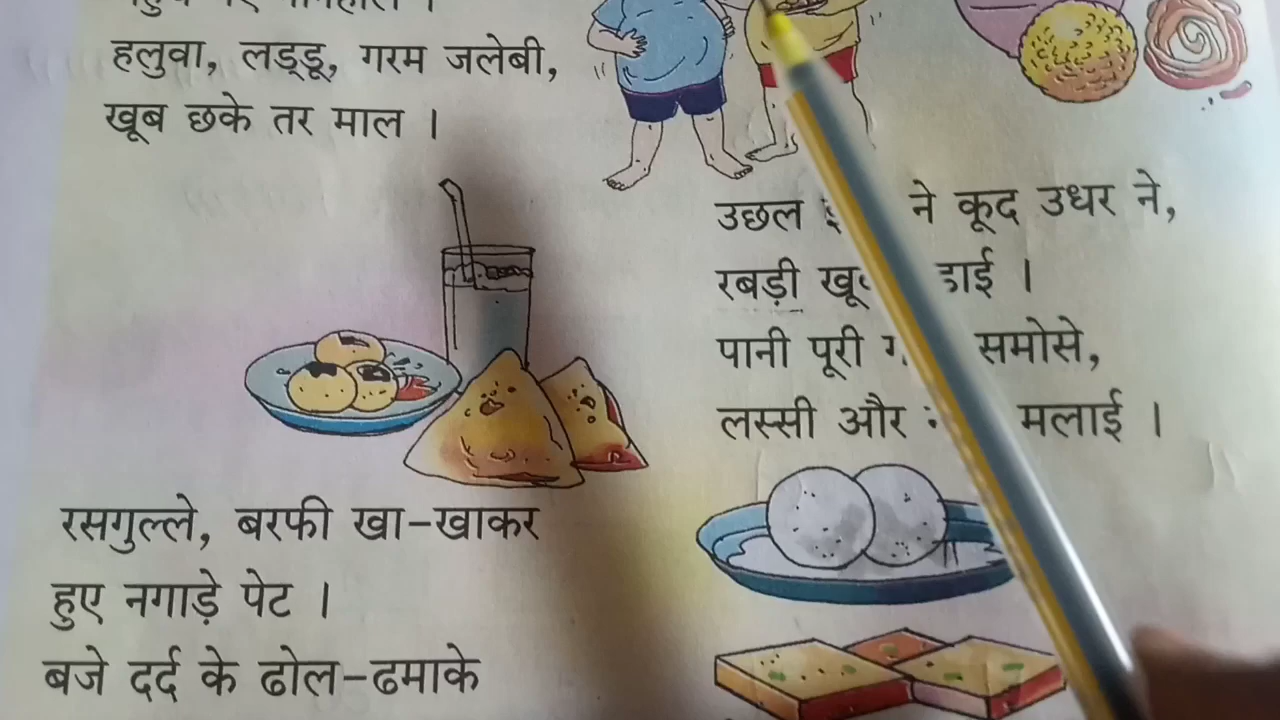 हलुवा, लड्डू, गरम जलेबी,
खूब छके तर माल ।
उछल ने कूद उधर ने,
रबड़ी
पानी पूरी समोसे,
लस्सी और मलाई ।
रसगुल्ले, बरफी खा-खाकर
हुए नगाड़े पेट ।
बजे दर्द के ढोल-ढमाके